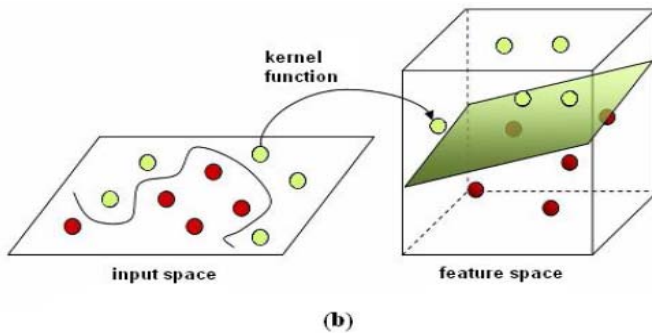 kernel
function
input space
feature space
(b)